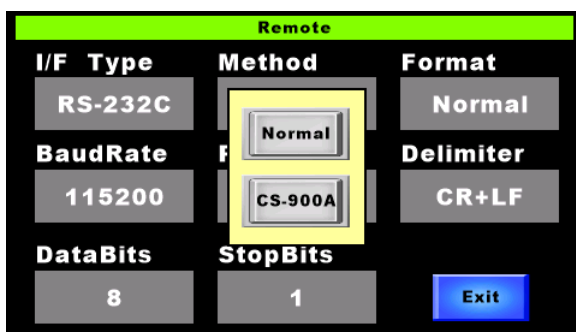 Remote
I/F Type Method Format
RS-232C Normal
Normal
BaudRate Delimiter
115200 CS-900A CR+LF
DataBits StopBits
8 1 Exit